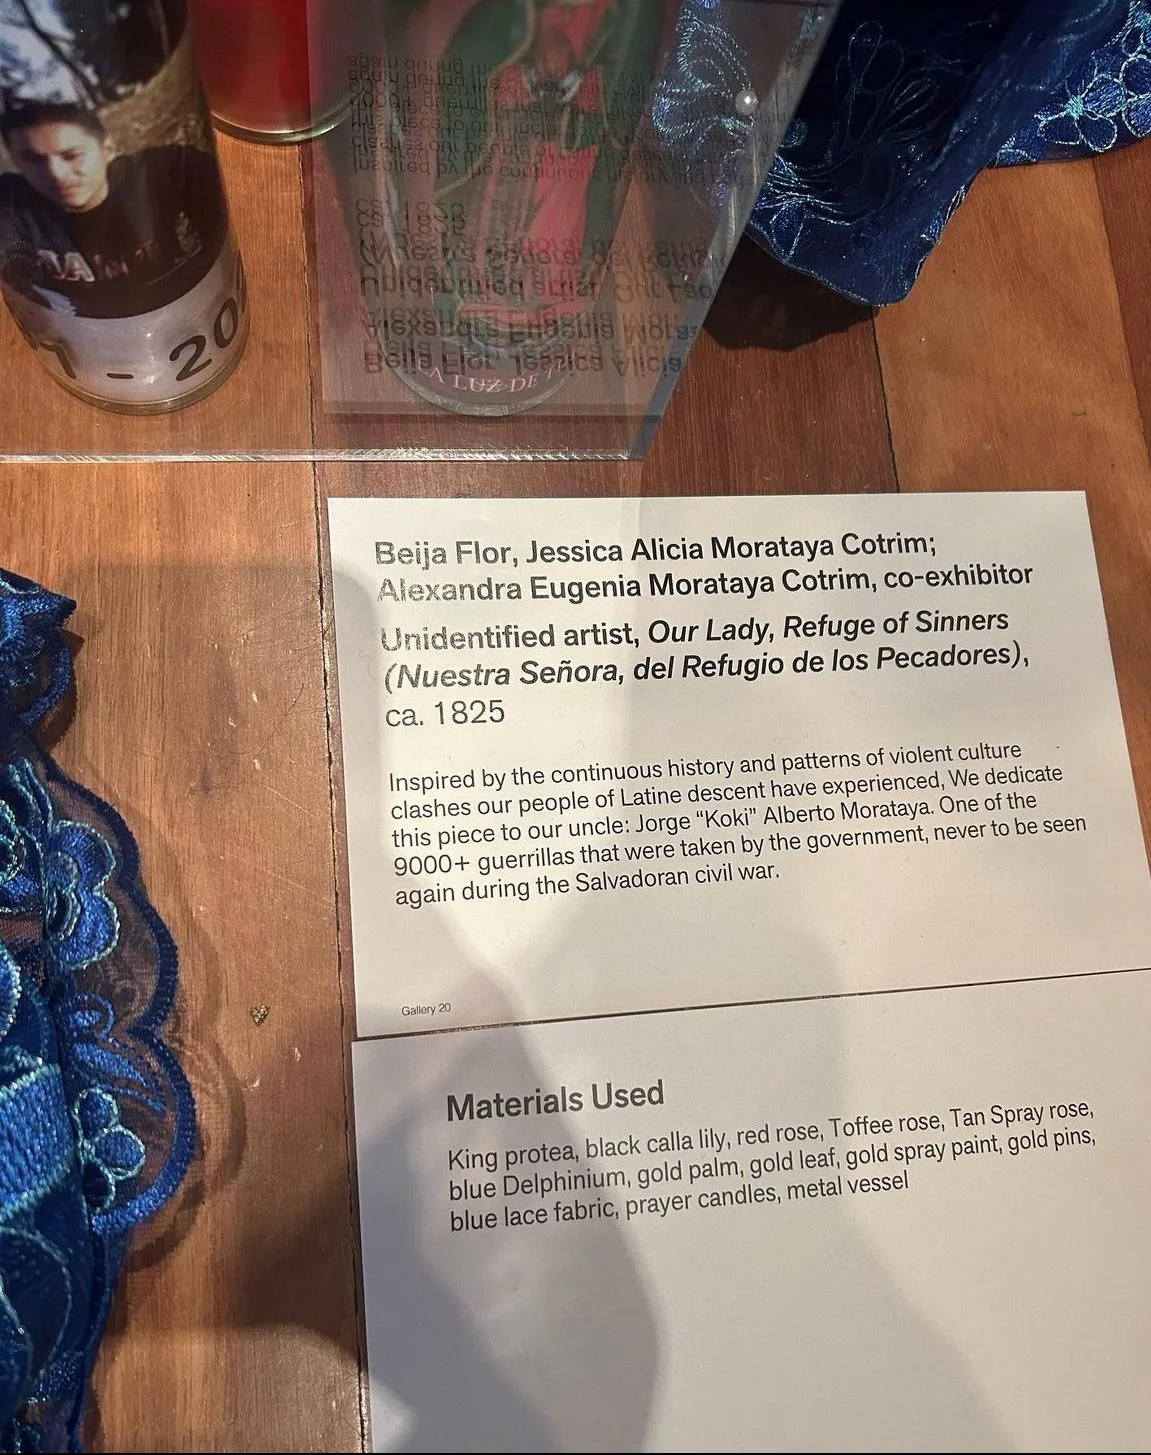 1 - 20
A LUZ DE
Beija Flor, Jessica Alicia Morataya Cotrim;
Alexandra Eugenia Morataya Cotrim, co-exhibitor
Unidentified artist, Our Lady, Refuge of Sinners
(Nuestra Señora, del Refugio de los Pecadores),
ca. 1825
Inspired by the continuous history and patterns of violent culture
clashes our people of Latine descent have experienced, We dedicate
this piece to our uncle: Jorge “Koki” Alberto Morataya. One of the
9000+ guerrillas that were taken by the government, never to be seen
again during the Salvadoran civil war.
Gallery 20
Materials Used
King protea, black calla lily, red rose, Toffee rose, Tan Spray rose,
blue Delphinium, gold palm, gold leaf, gold spray paint, gold pins,
blue lace fabric, prayer candles, metal vessel